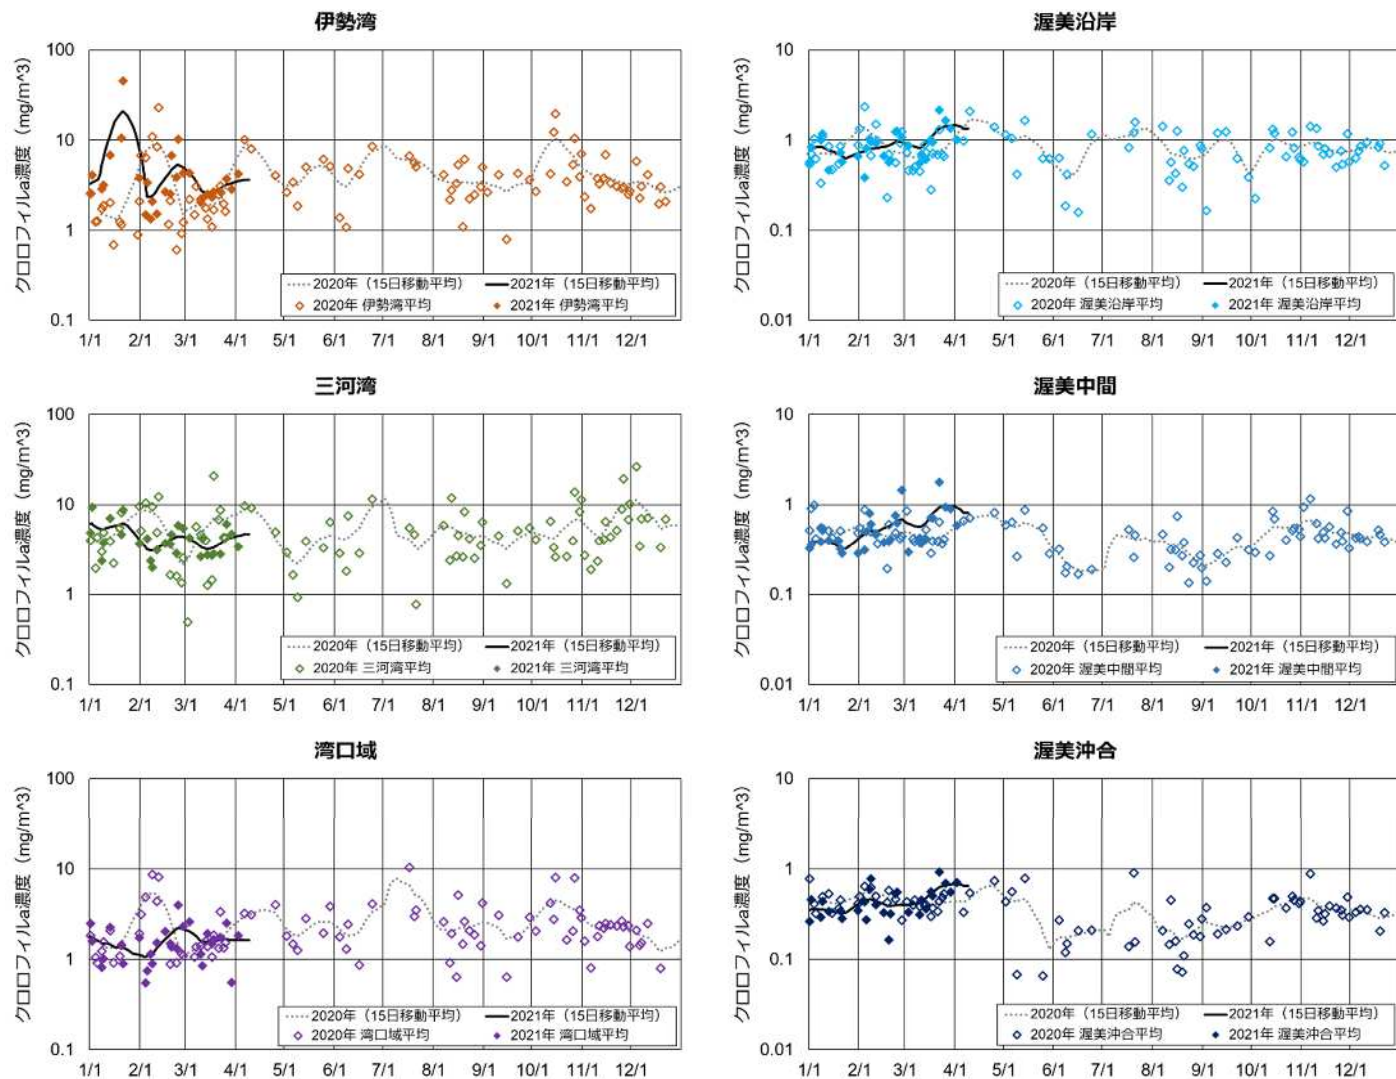 伊勢湾
クロロフィルa濃度（mg/m^3）
100
10
1
0.1
2020年（15日移動平均） 2021年（15日移動平均）
2020年 伊勢湾平均 2021年 伊勢湾平均
1/1 2/1 3/1 4/1 5/1 6/1 7/1 8/1 9/1 10/1 11/1 12/1
渥美沿岸
クロロフィルa濃度（mg/m^3）
10
1
0.1
0.01
2020年（15日移動平均） 2021年（15日移動平均）
2020年 渥美沿岸平均 2021年 渥美沿岸平均
1/1 2/1 3/1 4/1 5/1 6/1 7/1 8/1 9/1 10/1 11/1 12/1
三河湾
クロロフィルa濃度（mg/m^3）
100
10
1
0.1
2020年（15日移動平均） 2021年（15日移動平均）
2020年 三河湾平均 2021年 三河湾平均
1/1 2/1 3/1 4/1 5/1 6/1 7/1 8/1 9/1 10/1 11/1 12/1
渥美中間
クロロフィルa濃度（mg/m^3）
10
1
0.1
0.01
2020年（15日移動平均） 2021年（15日移動平均）
2020年 渥美中間平均 2021年 渥美中間平均
1/1 2/1 3/1 4/1 5/1 6/1 7/1 8/1 9/1 10/1 11/1 12/1
湾口域
クロロフィルa濃度（mg/m^3）
100
10
1
0.1
2020年（15日移動平均） 2021年（15日移動平均）
2020年 湾口域平均 2021年 湾口域平均
1/1 2/1 3/1 4/1 5/1 6/1 7/1 8/1 9/1 10/1 11/1 12/1
渥美沖合
クロロフィルa濃度（mg/m^3）
10
1
0.1
0.01
2020年（15日移動平均） 2021年（15日移動平均）
2020年 渥美沖合平均 2021年 渥美沖合平均
1/1 2/1 3/1 4/1 5/1 6/1 7/1 8/1 9/1 10/1 11/1 12/1